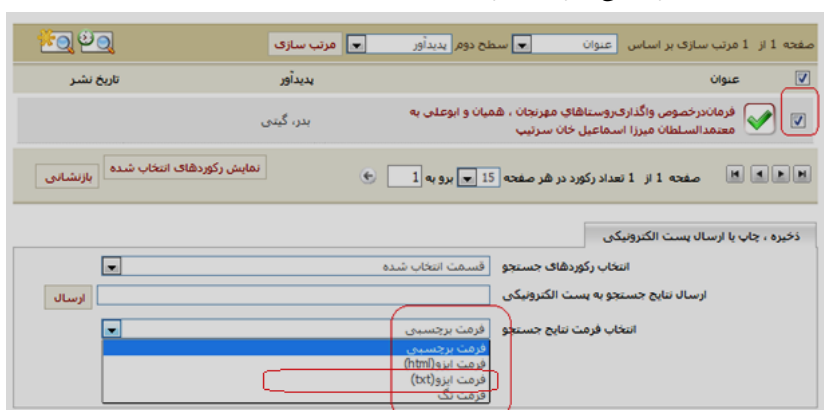 صفحه 1 از 1 مرتب سازی بر اساس عنوان سطح دوم پدیدآور مرتب سازی
عنوان پدیدآور تاریخ نشر
فرمان‌درخصوص واگذاری‌روستاهای مهرنجان ، همیان و ابوعلی به
معتمدالسلطان میرزا اسماعیل خان سرتیپ
بدر، گیتی
صفحه 1 از 1 تعداد رکورد در هر صفحه 15 برو به 1 نمایش رکوردهای انتخاب شده بازنشانی
ذخیره ، چاپ یا ارسال پست الکترونیکی
انتخاب رکوردهای جستجو قسمت انتخاب شده
ارسال نتایج جستجو به پست الکترونیکی ارسال
انتخاب فرمت نتایج جستجو فرمت برچسبی
فرمت برچسبی
فرمت ایزو(html)
فرمت ایزو(txt)
فرمت تگ